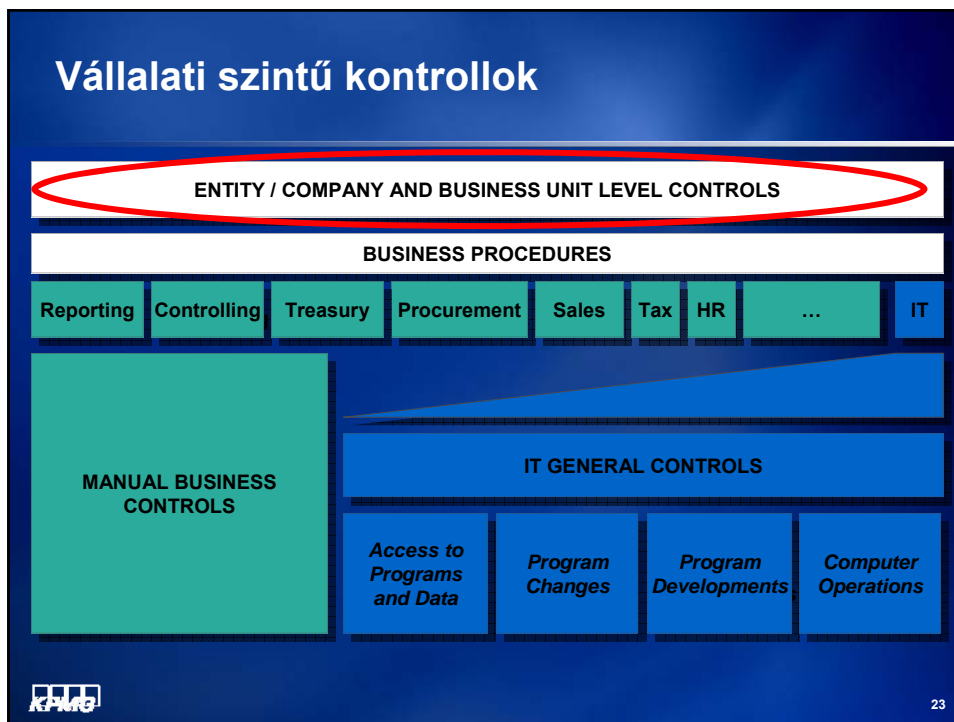 Vállalati szintű kontrollok
ENTITY / COMPANY AND BUSINESS UNIT LEVEL CONTROLS
BUSINESS PROCEDURES
Reporting Controlling Treasury Procurement Sales Tax HR … IT
MANUAL BUSINESS
CONTROLS
IT GENERAL CONTROLS
Access to
Programs
and Data
Program
Changes
Program
Developments
Computer
Operations
KPMG
23